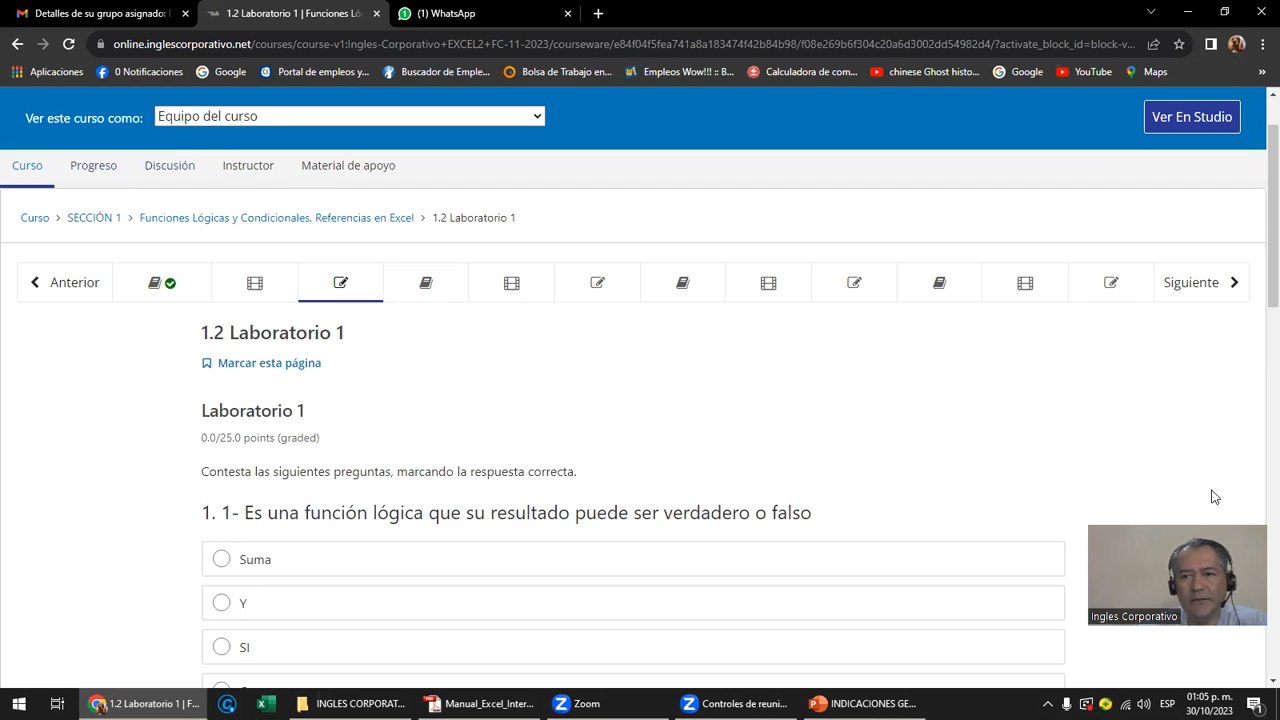 Detalles de su grupo asignado: I
1.2 Laboratorio 1 | Funciones Ló
(1) WhatsApp
online.inglescorporativo.net/courses/course-v1:Ingles-Corporativo+EXCEL2+FC-11-2023/courseware/e84f04f5fea741a8a183474f42b84b98/f08e269b6f304c20a6d3002dd54982d4/?activate_block_id=block-v...
Aplicaciones
0 Notificaciones
Google
Portal de empleos y...
Buscador de Emple...
Bolsa de Trabajo en...
Empleos Wow!!! :: B...
Calculadora de com...
chinese Ghost histo...
Google
YouTube
Maps
»
Ver este curso como:
Equipo del curso
Ver En Studio
Curso
Progreso
Discusión
Instructor
Material de apoyo
Curso > SECCIÓN 1 > Funciones Lógicas y Condicionales, Referencias en Excel > 1.2 Laboratorio 1
Anterior
Siguiente
1.2 Laboratorio 1
Marcar esta página
Laboratorio 1
0.0/25.0 points (graded)
Contesta las siguientes preguntas, marcando la respuesta correcta.
1. 1- Es una función lógica que su resultado puede ser verdadero o falso
Suma
Y
SI
Ingles Corporativo
1.2 Laboratorio 1 | F...
INGLES CORPORAT...
Manual_Excel_Inter...
Zoom
Controles de reuni...
INDICACIONES GE...
ESP
01:05 p. m.
30/10/2023